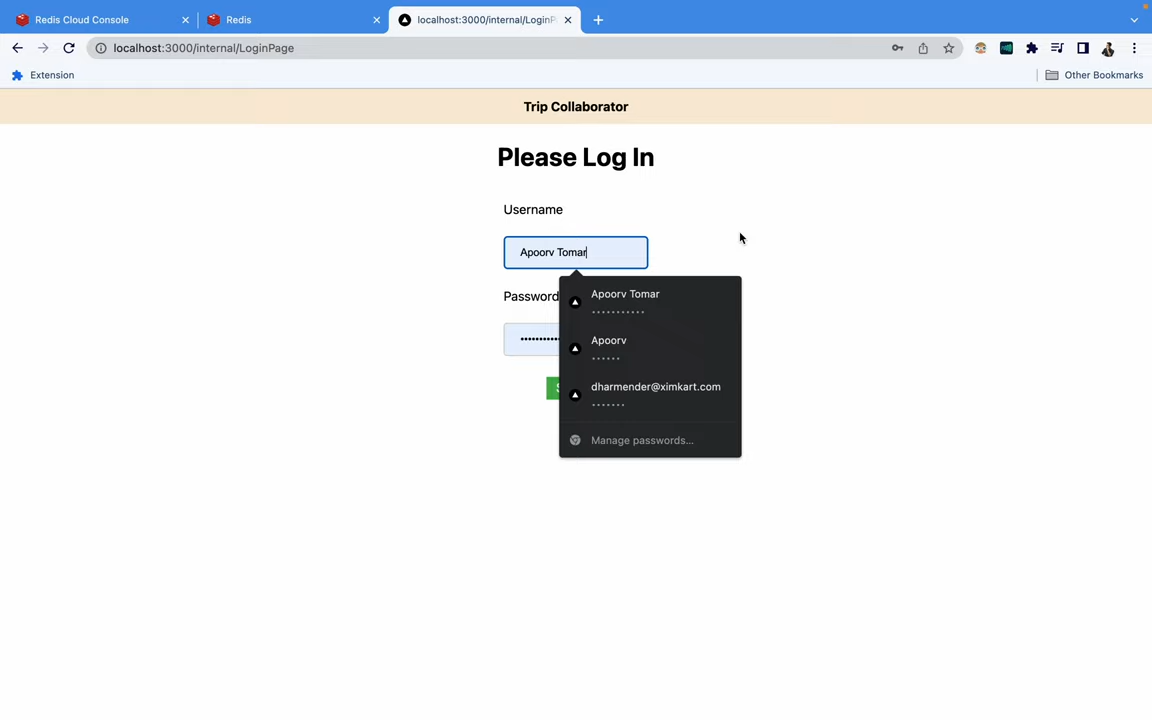 Redis Cloud Console
Redis
localhost:3000/internal/LoginP
localhost:3000/internal/LoginPage
Extension
Other Bookmarks
Trip Collaborator
Please Log In
Username
Apoorv Tomar
Password
••••••••••
S
Apoorv Tomar
•••••••••••
Apoorv
••••••
dharmender@ximkart.com
•••••••
Manage passwords...